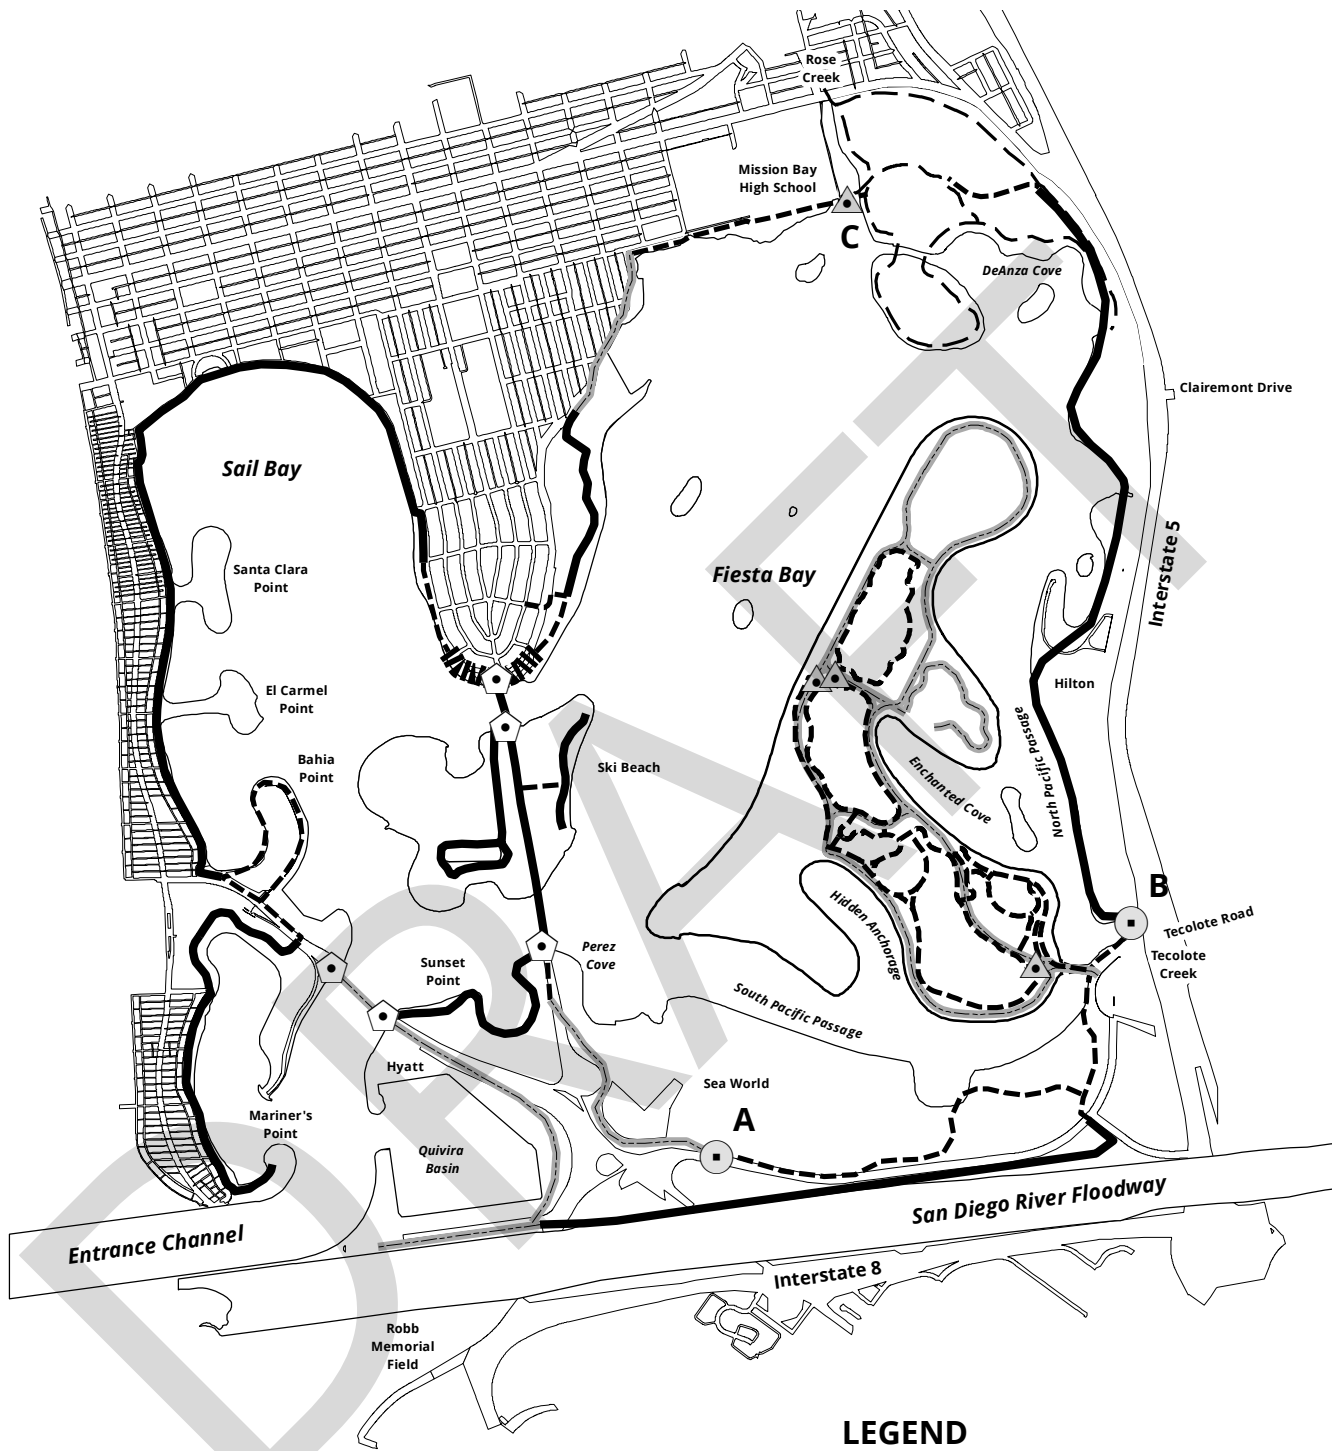 Rose
Creek
Mission Bay
High School
C
DeAnza Cove
Clairemont Drive
Sail Bay
Interstate 5
Santa Clara
Point
Fiesta Bay
El Carmel
Point
Hilton
North Pacific Passage
Bahia
Point
Ski Beach
Enchanted Cove
B
Tecolote Road
Hidden Anchorage
Perez
Cove
Sunset
Point
Tecolote
Creek
South Pacific Passage
Hyatt
Sea World
A
Mariner's
Point
Quivira
Basin
San Diego River Floodway
Entrance Channel
Interstate 8
Robb
Memorial
Field
LEGEND
DRAFT